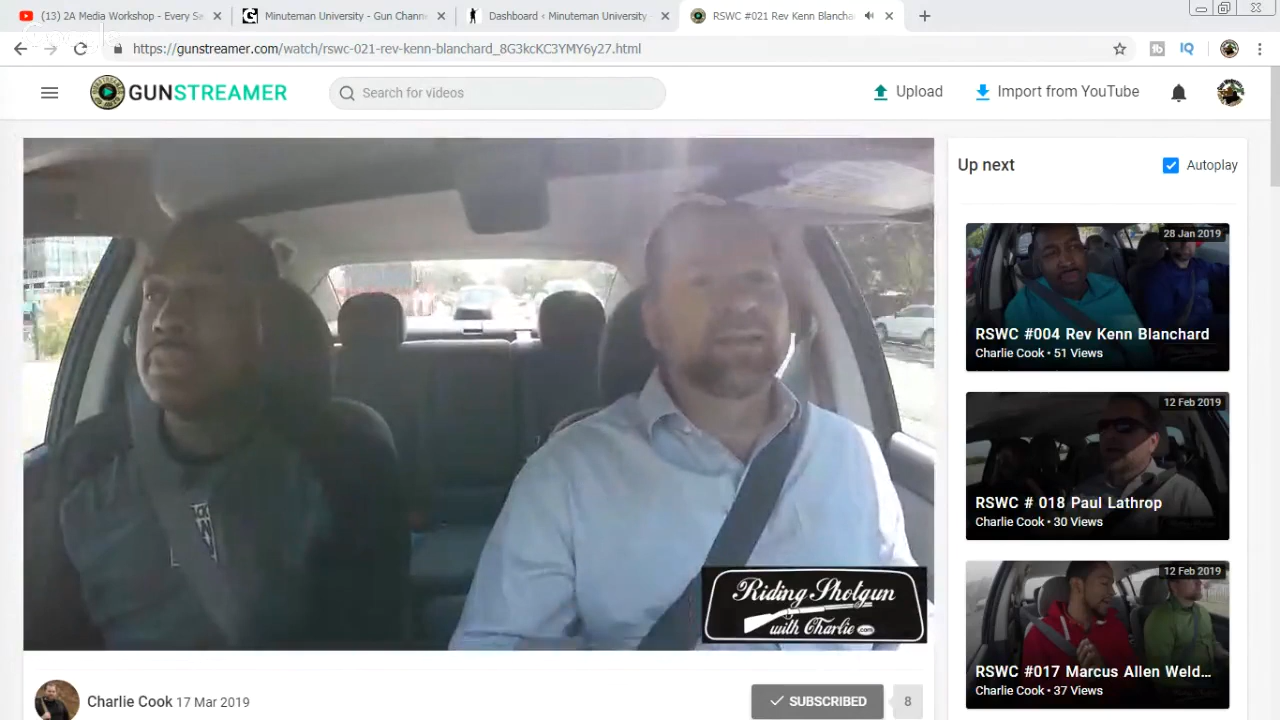 (13) 2A Media Workshop - Every Se
Minuteman University - Gun Chann
Dashboard ‹ Minuteman University -
RSWC #021 Rev Kenn Blancha
https://gunstreamer.com/watch/rswc-021-rev-kenn-blanchard_8G3kcKC3YMY6y27.html
GUNSTREAMER
Search for videos
Upload
Import from YouTube
Up next
Autoplay
28 Jan 2019
RSWC #004 Rev Kenn Blanchard
Charlie Cook • 51 Views
12 Feb 2019
RSWC # 018 Paul Lathrop
Charlie Cook • 30 Views
12 Feb 2019
RSWC #017 Marcus Allen Weld...
Charlie Cook • 37 Views
Riding Shotgun
with Charlie.com
Charlie Cook 17 Mar 2019
SUBSCRIBED
8